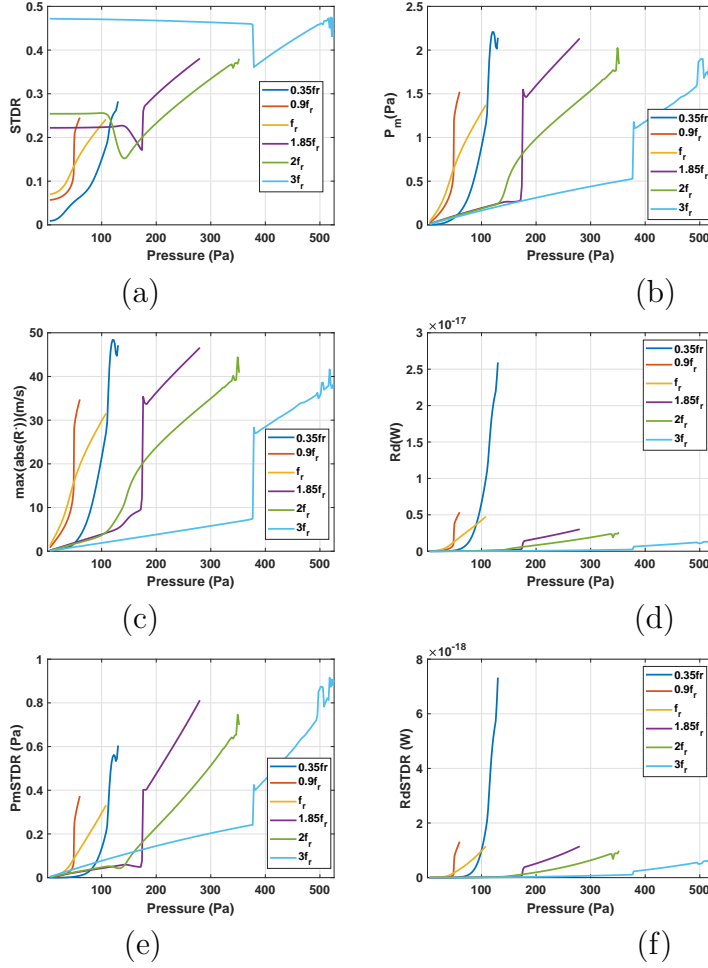 STDR
0.5
0.4
0.3
0.2
0.1
0
100 200 300 400 500
Pressure (Pa)
0.35fr
0.9fr
fr
1.85fr
2fr
3fr
(a)
Pm(Pa)
2.5
2
1.5
1
0.5
0
100 200 300 400 500
Pressure (Pa)
0.35fr
0.9fr
fr
1.85fr
2fr
3fr
(b)
max(abs(R˙))(m/s)
50
40
30
20
10
0
100 200 300 400 500
Pressure (Pa)
0.35fr
0.9fr
fr
1.85fr
2fr
3fr
(c)
Rd(W)
×10-17
3
2.5
2
1.5
1
0.5
0
100 200 300 400 500
Pressure (Pa)
0.35fr
0.9fr
fr
1.85fr
2fr
3fr
(d)
PmSTDR (Pa)
1
0.8
0.6
0.4
0.2
0
100 200 300 400 500
Pressure (Pa)
0.35fr
0.9fr
fr
1.85fr
2fr
3fr
(e)
RdSTDR (W)
×10-18
8
6
4
2
0
100 200 300 400 500
Pressure (Pa)
0.35fr
0.9fr
fr
1.85fr
2fr
3fr
(f)